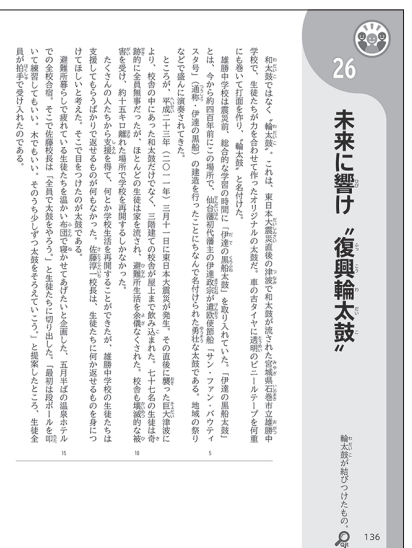 26
未来に響け“復興輪太鼓”
輪太鼓が結びつけたもの。
136
和太鼓ではなく“輪太鼓”。これは、東日本大震災直後の津波で和太鼓が流された宮城県石巻市立雄勝中
学校で、生徒たちが力を合わせて作ったオリジナルの太鼓だ。車の古タイヤに透明のビニールテープを何重
にも巻いて打面を作り、“輪太鼓”と名付けた。
雄勝中学校は震災前、総合的な学習の時間に「伊達の黒船太鼓」を取り入れていた。「伊達の黒船太鼓」
とは、今から約四百年前にこの場所で、仙台藩初代藩主の伊達政宗が遣欧使節船「サン・ファン・バウティ
スタ号」（通称・伊達の黒船）の建造を行ったことにちなんで名付けられた勇壮な太鼓である。地域の祭り
などで盛んに演奏されてきた。
ところが、平成二十三年（二〇一一年）三月十一日に東日本大震災が発生。その直後に襲った巨大津波に
より、校舎の中にあった和太鼓だけでなく、三階建ての校舎が屋上まで飲み込まれた。七十七名の生徒は奇
跡的に全員無事だったが、ほとんどの生徒は家を流され、避難所生活を余儀なくされた。校舎も壊滅的な被
害を受け、約十五キロ離れた場所で学校を再開するしかなかった。
たくさんの人たちから支援を得て、何とか学校生活を再開することができたが、雄勝中学校の生徒たちは
支援してもらうばかりで返せるものが何もなかった。佐藤淳一校長は、生徒たちに何か返せるものを身につ
けてほしいと考えた。そこで目をつけたのが太鼓である。
避難所暮らしで疲れている生徒たちを温かい布団で寝かせてあげたいと企画した、五月半ばの温泉ホテル
での全校合宿。そこで佐藤校長は「全員で太鼓をやろう。」と生徒たちに切り出した。「最初は段ボールを叩
いて練習してもいい。木でもいい。そのうち少しずつ太鼓をそろえていこう。」と提案したところ、生徒全
員が拍手で受け入れたのである。
5
10
15